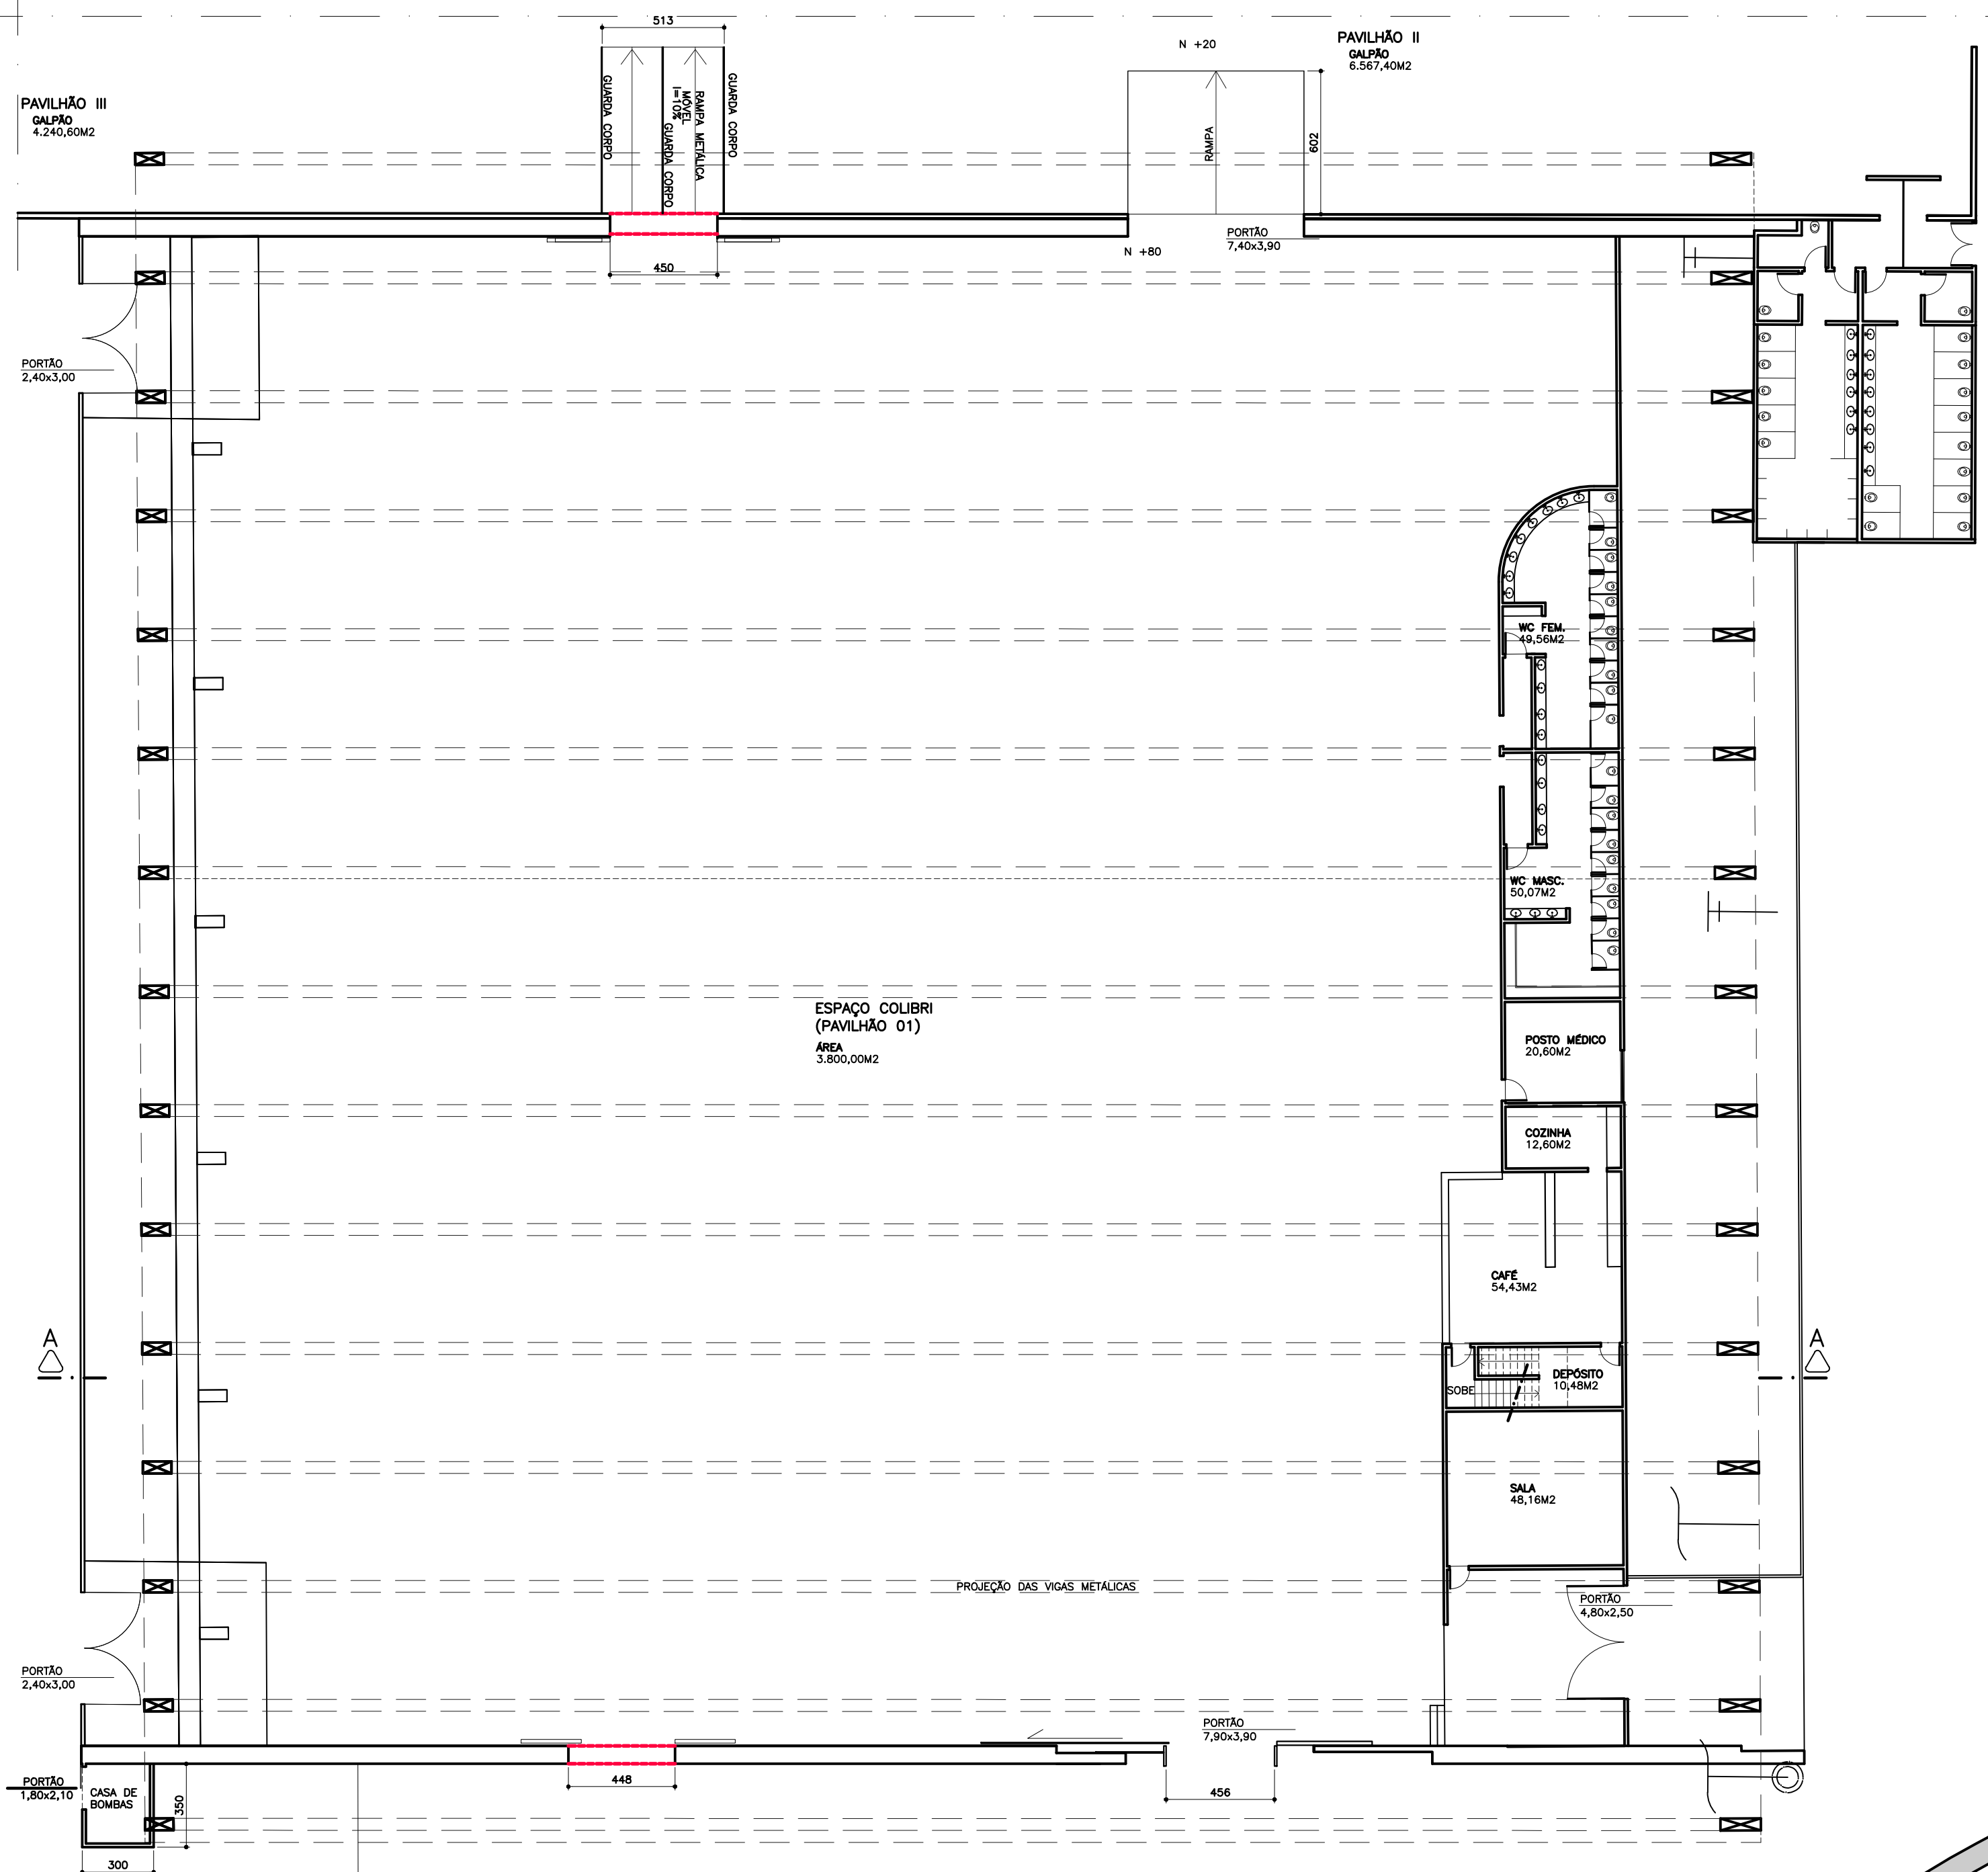 513
N +20
PAVILHÃO II
GALPÃO
6.567,40M2
PAVILHÃO III
GALPÃO
4.240,60M2
GUARDA CORPO
GUARDA CORPO
RAMPA METÁLICA
MÓVEL
I=10%
GUARDA CORPO
RAMPA
602
PORTÃO
7,40x3,90
N +80
450
PORTÃO
2,40x3,00
WC FEM.
49,56M2
WC MASC.
50,07M2
ESPAÇO COLIBRI
(PAVILHÃO 01)
ÁREA
3.800,00M2
POSTO MÉDICO
20,60M2
COZINHA
12,60M2
CAFÉ
54,43M2
A
A
DEPÓSITO
10,48M2
SOBE
SALA
48,16M2
PROJEÇÃO DAS VIGAS METÁLICAS
PORTÃO
4,80x2,50
PORTÃO
2,40x3,00
PORTÃO
7,90x3,90
PORTÃO
1,80x2,10
CASA DE
BOMBAS
350
448
456
300